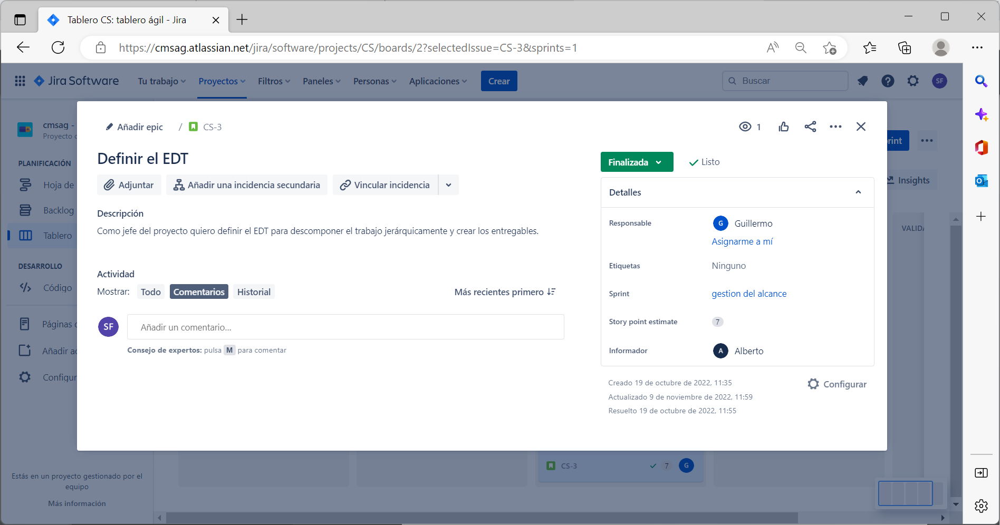 Tablero CS: tablero ágil - Jira
https://cmsag.atlassian.net/jira/software/projects/CS/boards/2?selectedIssue=CS-3&sprints=1
Jira Software
Tu trabajo
Proyectos
Filtros
Paneles
Personas
Aplicaciones
Crear
Buscar
SF
cmsag -
Proyecto
PLANIFICACIÓN
Hoja de
Backlog
Tablero
DESARROLLO
Código
Páginas
Añadir
Configur
Estás en un proyecto gestionado por el
equipo
Más información
Añadir epic
/
CS-3
1
Definir el EDT
Adjuntar
Añadir una incidencia secundaria
Vincular incidencia
Descripción
Como jefe del proyecto quiero definir el EDT para descomponer el trabajo jerárquicamente y crear los entregables.
Actividad
Mostrar:
Todo
Comentarios
Historial
Más recientes primero
SF
Añadir un comentario...
Consejo de expertos: pulsa M para comentar
Finalizada
Listo
Detalles
Responsable
G
Guillermo
Asignarme a mí
Etiquetas
Ninguno
Sprint
gestion del alcance
Story point estimate
7
Informador
A
Alberto
Creado 19 de octubre de 2022, 11:35
Configurar
Actualizado 9 de noviembre de 2022, 11:59
Resuelto 19 de octubre de 2022, 11:55
rint
Insights
VALID
CS-3
7
G